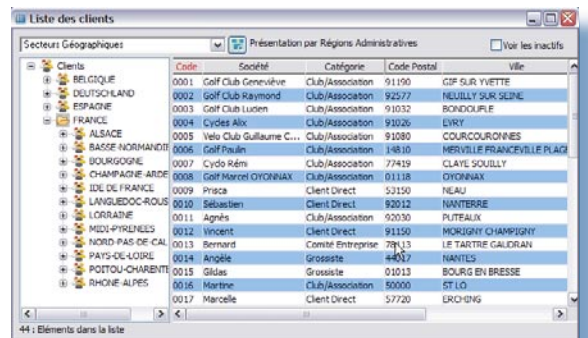 Liste des clients
Secteurs Géographiques
Présentation par Régions Administratives
Voir les inactifs
Clients
BELGIQUE
DEUTSCHLAND
ESPAGNE
FRANCE
ALSACE
BASSE-NORMANDIE
BOURGOGNE
CHAMPAGNE-ARDE
IDE DE FRANCE
LANGUEDOC-ROUS
LORRAINE
MIDI-PYRENEES
NORD-PAS-DE-CAL
PAYS-DE-LOIRE
POITOU-CHARENTE
RHONE-ALPES
Code Société Catégorie Code Postal Ville
0001 Golf Club Geneviève Club/Association 91190 GIF SUR YVETTE
0002 Golf Club Raymond Club/Association 92577 NEUILLY SUR SEINE
0003 Golf Club Lucien Club/Association 91032 BONDOUFLE
0004 Cycles Alix Club/Association 91026 EVRY
0005 Velo Club Guillaume C... Club/Association 91080 COURCOURONNES
0006 Golf Paulin Club/Association 14810 MERVILLE FRANCEVILLE PLAGE
0007 Cyclo Rémi Club/Association 77419 CLAYE SOUILLY
0008 Golf Marcel OYONNAX Club/Association 01118 OYONNAX
0009 Prisca Client Direct 53150 NEAU
0010 Sébastien Client Direct 92012 NANTERRE
0011 Agnès Club/Association 92030 PUTEAUX
0012 Vincent Client Direct 91150 MORIGNY CHAMPIGNY
0013 Bernard Comité Entreprise LE TARTRE GAUDRAN
0014 Angèle Grossiste NANTES
0015 Gildas Grossiste 01013 BOURG EN BRESSE
0016 Martine Club/Association 50000 ST LO
0017 Marcelle Client Direct 57720 ERCHING
44 : Eléments dans la liste